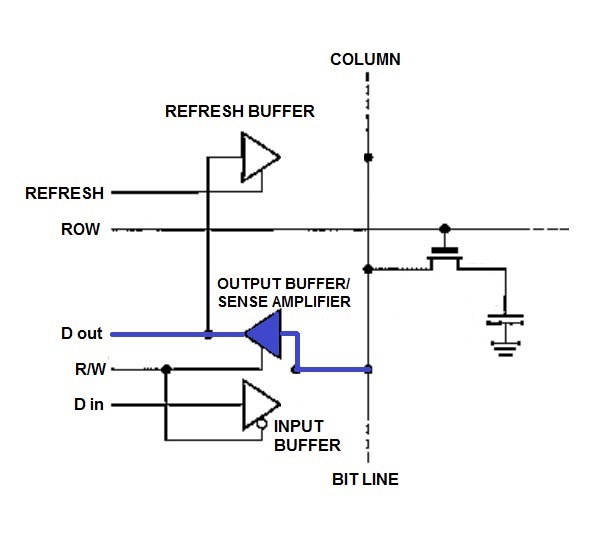 COLUMN
REFRESH BUFFER
REFRESH
ROW
OUTPUT BUFFER/
SENSE AMPLIFIER
D out
R/W
D in
INPUT
BUFFER
BIT LINE